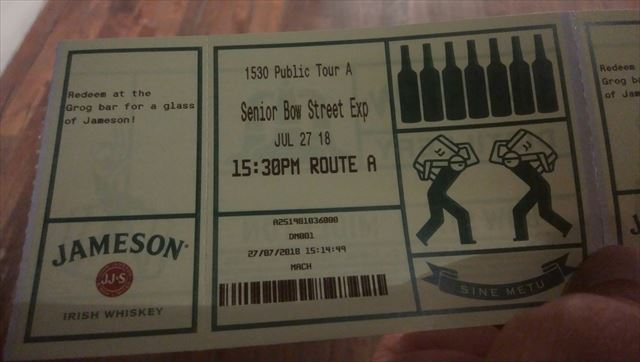 Redeem at the
Grog bar for a glass
of Jameson!
JAMESON
JJ&S
IRISH WHISKEY
1530 Public Tour A
Senior Bow Street Exp
JUL 27 18
15:30PM ROUTE A
A251981036900
DM001
27/07/2018 15:14:49
MACH
SINE METU
Redeem
Grog ba
of Jam
J